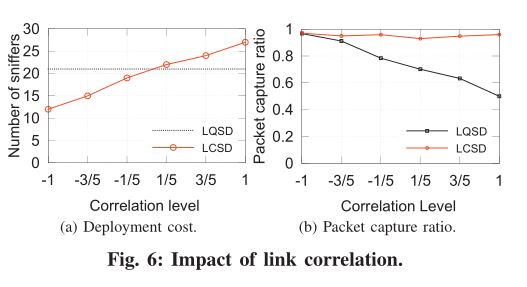 30
25
20
15
10
5
0
Number of sniffers
LQSD
LCSD
-1 -3/5 -1/5 1/5 3/5 1
Correlation level
(a) Deployment cost.
1
0.8
0.6
0.4
0.2
0
Packet capture ratio
LQSD
LCSD
-1 -3/5 -1/5 1/5 3/5 1
Correlation Level
(b) Packet capture ratio.
Fig. 6: Impact of link correlation.